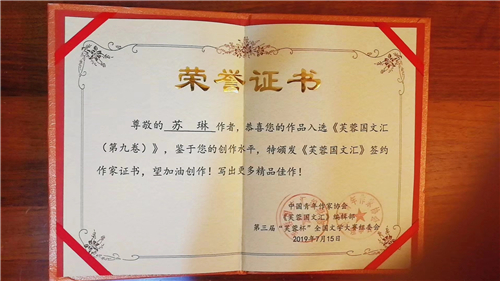 荣誉证书
尊敬的 苏 琳 作者,恭喜您的作品入选《芙蓉国文汇
(第九卷)》,鉴于您的创作水平,特颁发《芙蓉国文汇》签约
作家证书,望加油创作!写出更多精品佳作!
中國青年作家协会
《芙蓉国文汇》编辑部
第三届“芙蓉杯”全国文学大赛组委会
2019年7月15日